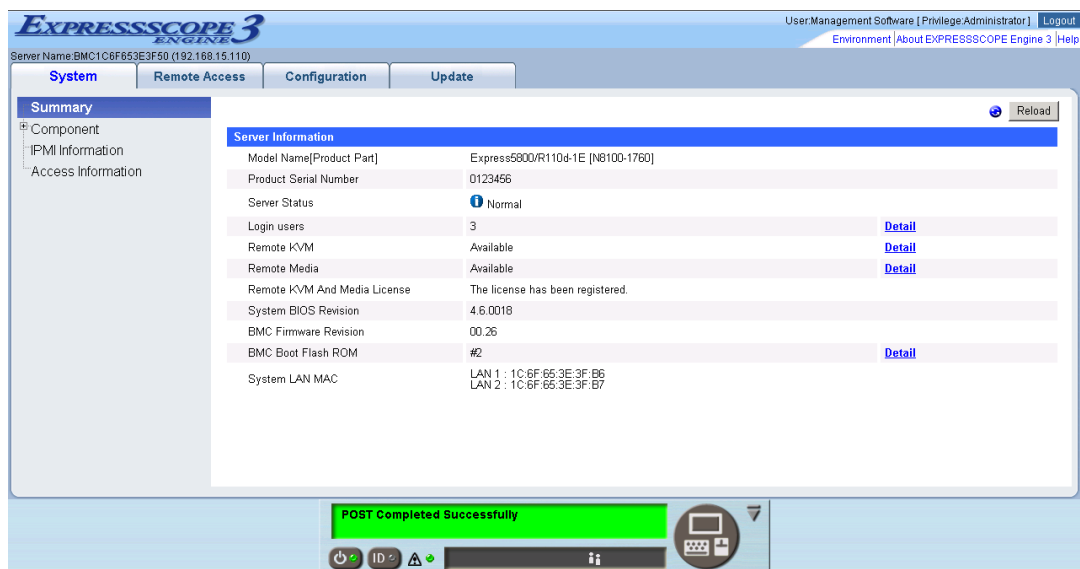 EXPRESSSCOPE 3
ENGINE
User:Management Software [ Privilege:Administrator ] Logout
Environment |About EXPRESSSCOPE Engine 3 |Help
Server Name:BMC1C6F653E3F50 (192.168.15.110)
System Remote Access Configuration Update
Summary
Component
IPMI Information
Access Information
Reload
Server Information
Model Name[Product Part] Express5800/R110d-1E [N8100-1760]
Product Serial Number 0123456
Server Status Normal
Login users 3 Detail
Remote KVM Available Detail
Remote Media Available Detail
Remote KVM And Media License The license has been registered.
System BIOS Revision 4.6.0018
BMC Firmware Revision 00.26
BMC Boot Flash ROM #2 Detail
System LAN MAC LAN 1 : 1C:6F:65:3E:3F:B6
LAN 2 : 1C:6F:65:3E:3F:B7
POST Completed Successfully
ID